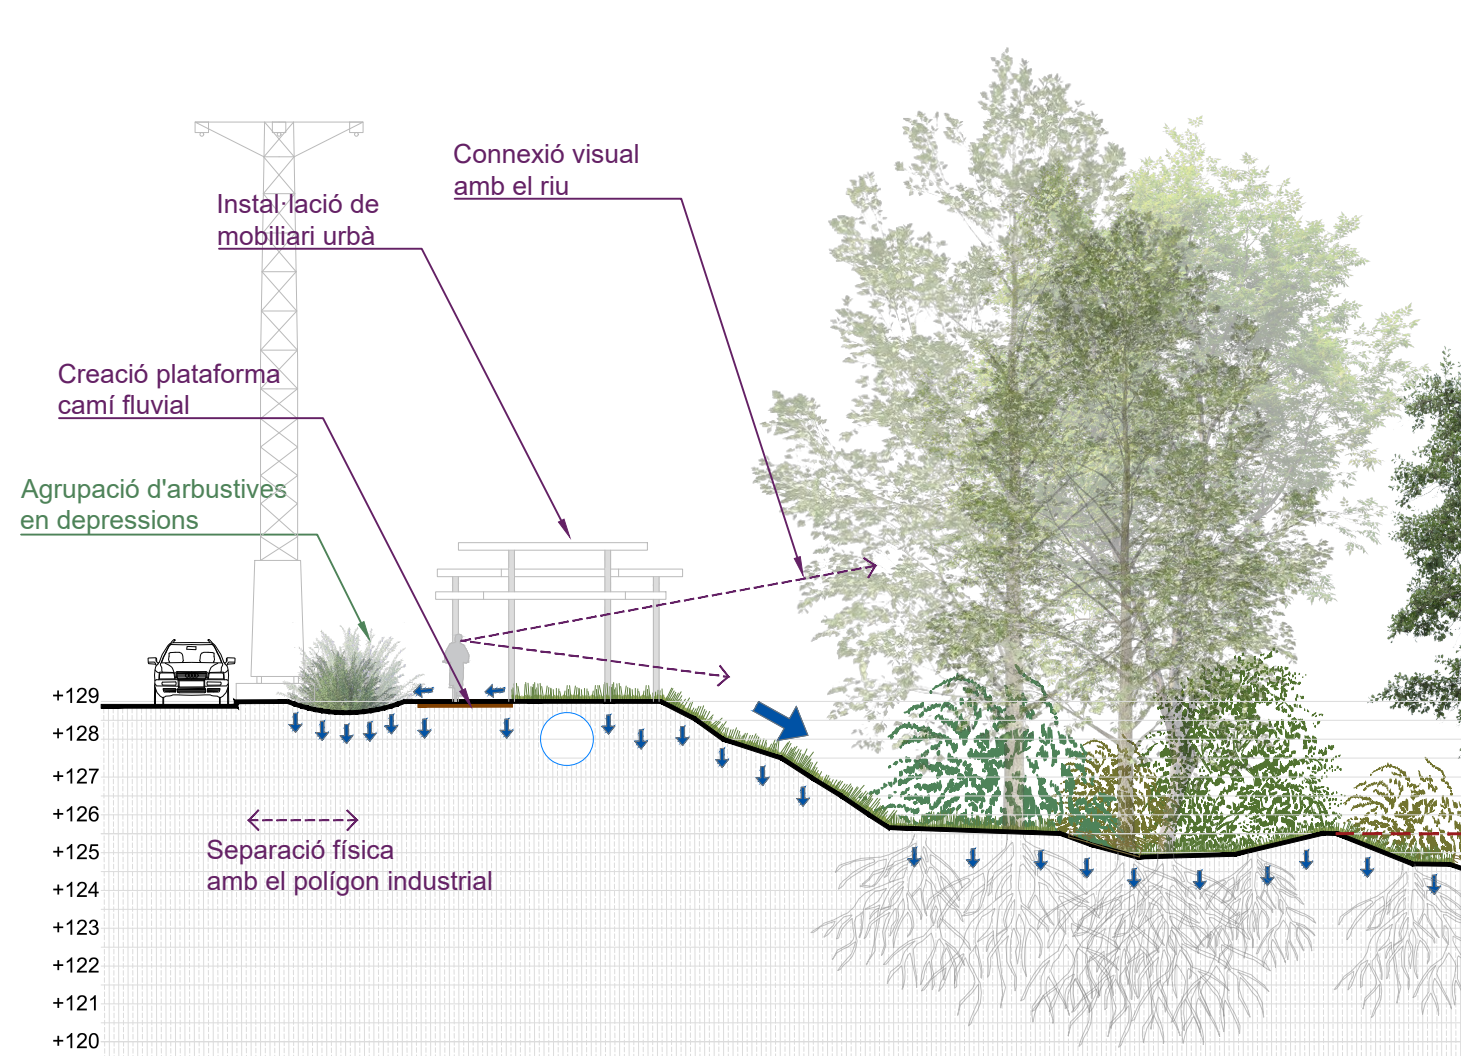 Connexió visual
amb el riu
Instal·lació de
mobiliari urbà
Creació plataforma
camí fluvial
Agrupació d'arbustives
en depressions
+129
+128
+127
+126
+125
+124
+123
+122
+121
+120
Separació física
amb el polígon industrial